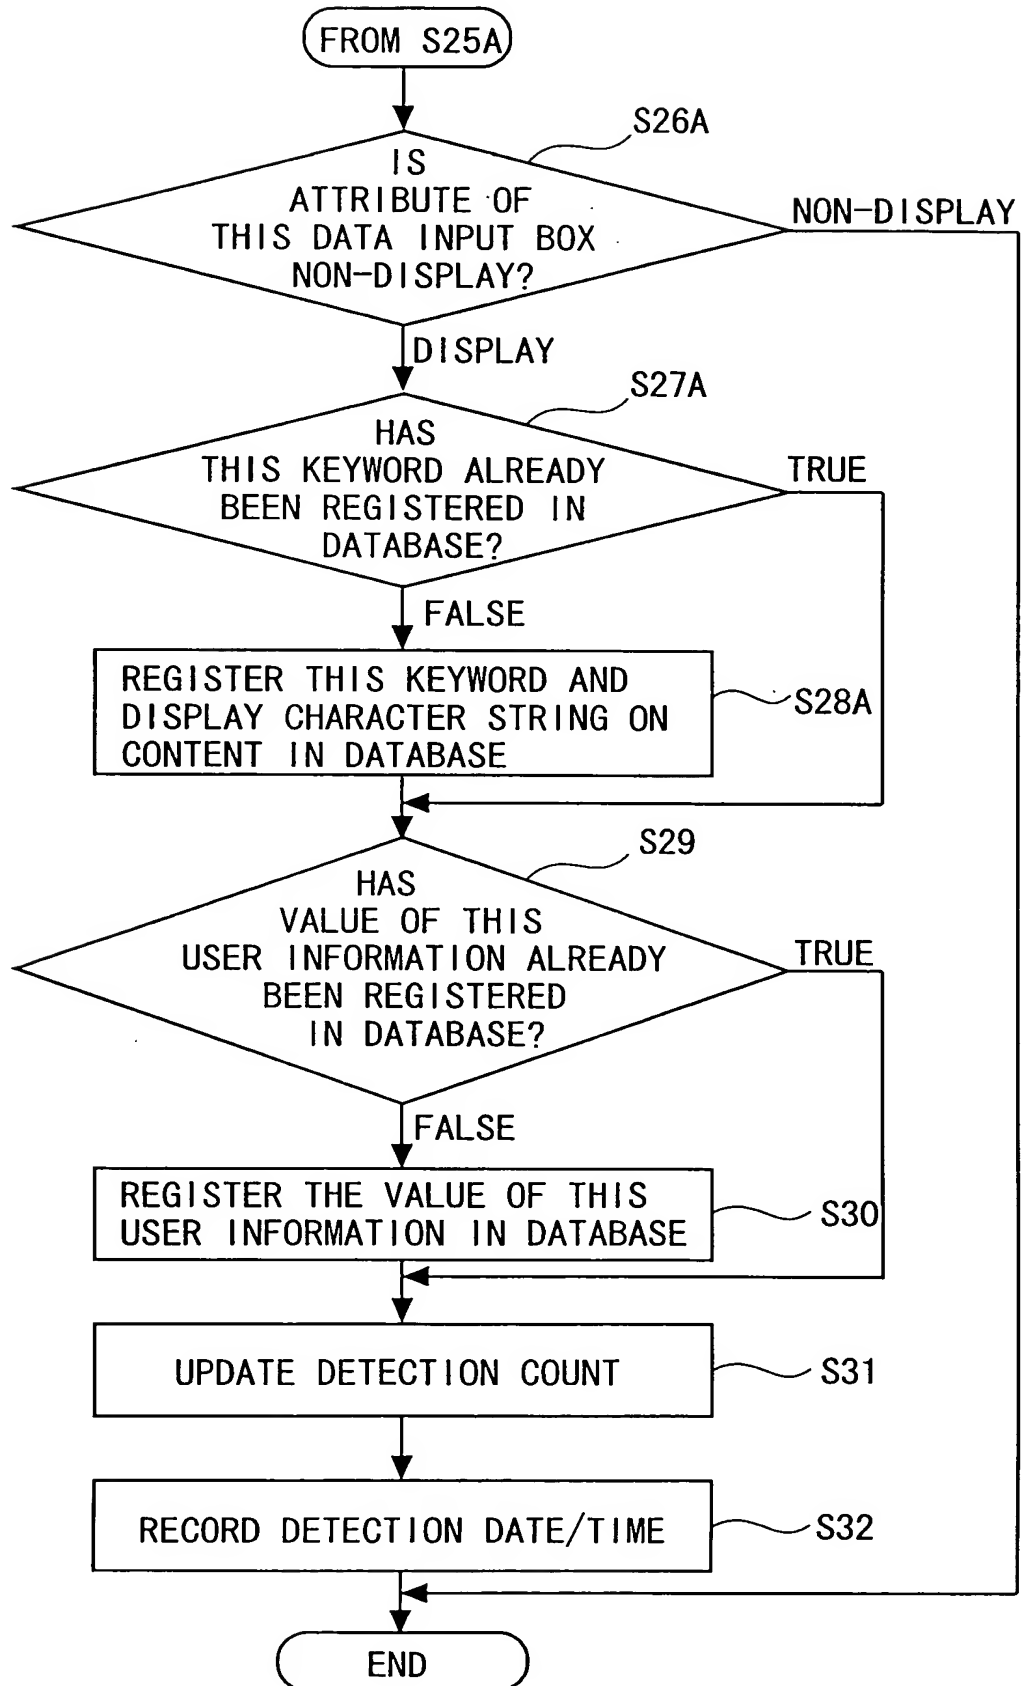 FROM S25A
S26A
IS
ATTRIBUTE OF
THIS DATA INPUT BOX
NON-DISPLAY?
NON-DISPLAY
DISPLAY
S27A
HAS
THIS KEYWORD ALREADY
BEEN REGISTERED IN
DATABASE?
TRUE
FALSE
REGISTER THIS KEYWORD AND
DISPLAY CHARACTER STRING ON
CONTENT IN DATABASE
S28A
S29
HAS
VALUE OF THIS
USER INFORMATION ALREADY
BEEN REGISTERED
IN DATABASE?
TRUE
FALSE
REGISTER THE VALUE OF THIS
USER INFORMATION IN DATABASE
S30
UPDATE DETECTION COUNT
S31
RECORD DETECTION DATE/TIME
S32
END